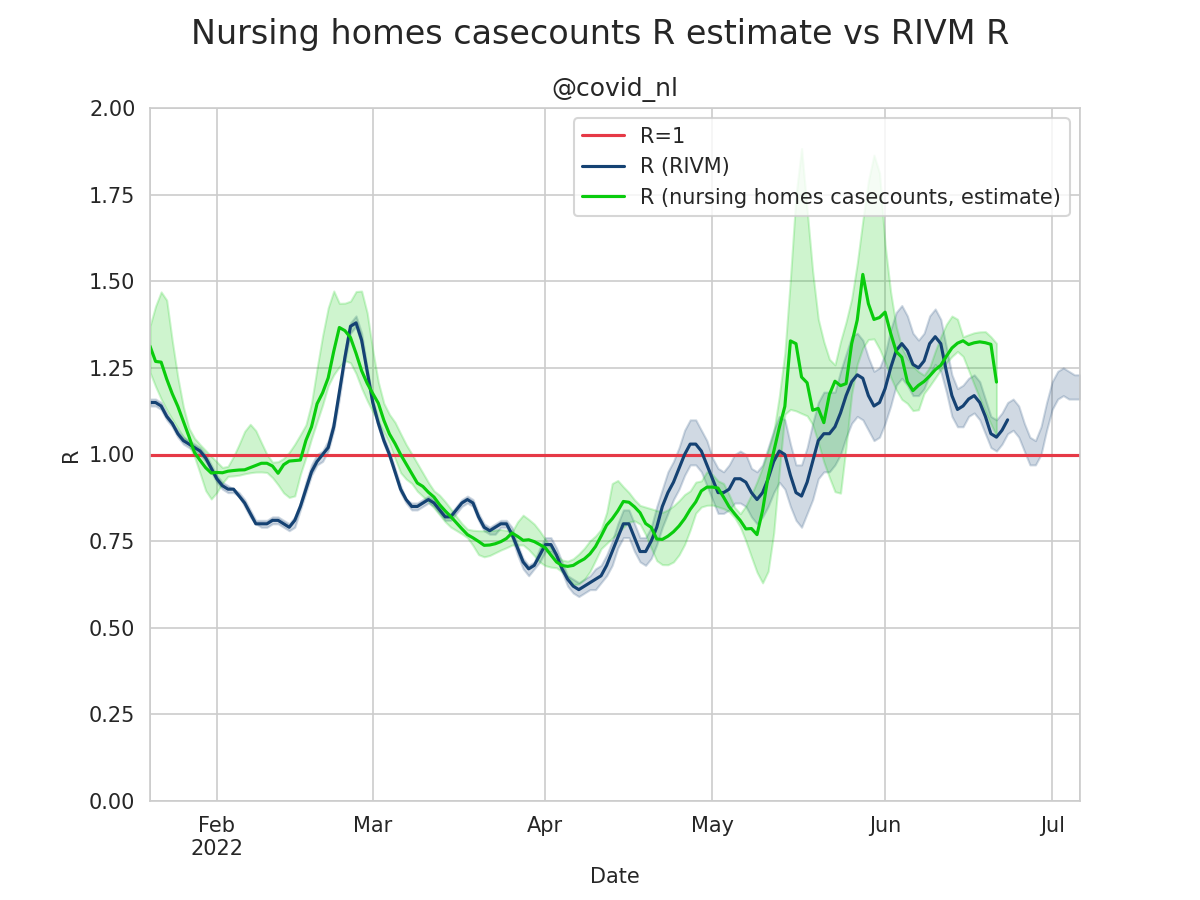 Nursing homes casecounts R estimate vs RIVM R
@covid_nl
R=1
R (RIVM)
R (nursing homes casecounts, estimate)
2.00
1.75
1.50
1.25
1.00
0.75
0.50
0.25
0.00
R
Feb Mar Apr May Jun Jul
2022
Date